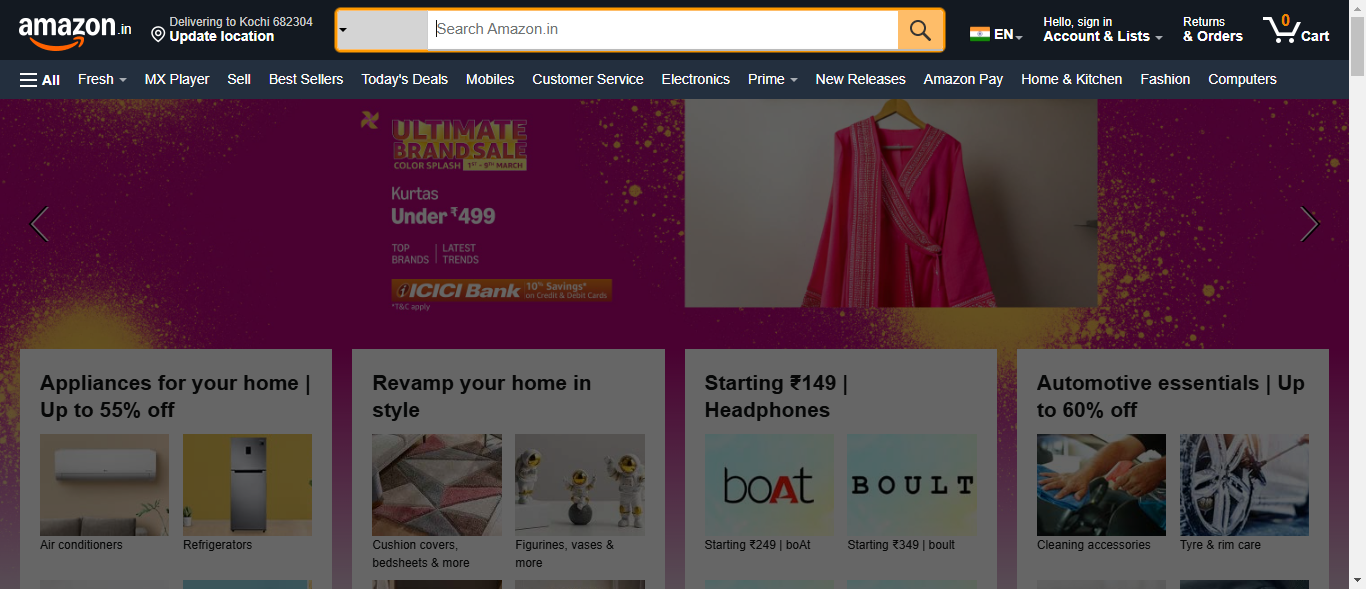 amazon.in
Delivering to Kochi 682304
Update location
Search Amazon.in
EN
Hello, sign in
Account & Lists
Returns
& Orders
0
Cart
All
Fresh
MX Player
Sell
Best Sellers
Today's Deals
Mobiles
Customer Service
Electronics
Prime
New Releases
Amazon Pay
Home & Kitchen
Fashion
Computers
ULTIMATE
BRAND SALE
COLOR SPLASH 1ST - 5TH MARCH
Kurtas
Under ₹499
TOP
BRANDS
LATEST
TRENDS
ICICI Bank
10% Savings*
on Credit & Debit Cards
*T&C apply
Appliances for your home |
Up to 55% off
Air conditioners
Refrigerators
Revamp your home in
style
Cushion covers,
bedsheets & more
Figurines, vases &
more
Starting ₹149 |
Headphones
boAt
BOULT
Starting ₹249 | boAt
Starting ₹349 | boult
Automotive essentials | Up
to 60% off
Cleaning accessories
Tyre & rim care